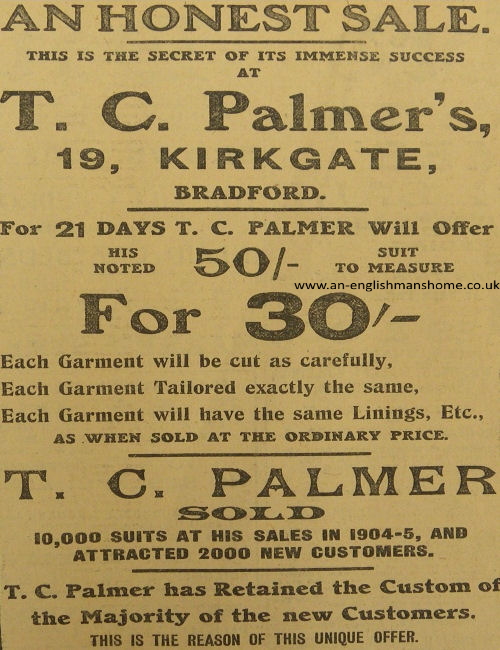 AN HONEST SALE.
THIS IS THE SECRET OF ITS IMMENSE SUCCESS
AT
T. C. Palmer's,
19, KIRKGATE,
BRADFORD.
For 21 DAYS T. C. PALMER Will Offer
HIS NOTED 50/- SUIT TO MEASURE
www.an-englishmanshome.co.uk
For 30/-
Each Garment will be cut as carefully,
Each Garment Tailored exactly the same,
Each Garment will have the same Linings, Etc.,
AS WHEN SOLD AT THE ORDINARY PRICE.
T. C. PALMER
SOLD
10,000 SUITS AT HIS SALES IN 1904-5, AND
ATTRACTED 2000 NEW CUSTOMERS.
T. C. Palmer has Retained the Custom of
the Majority of the new Customers.
THIS IS THE REASON OF THIS UNIQUE OFFER.